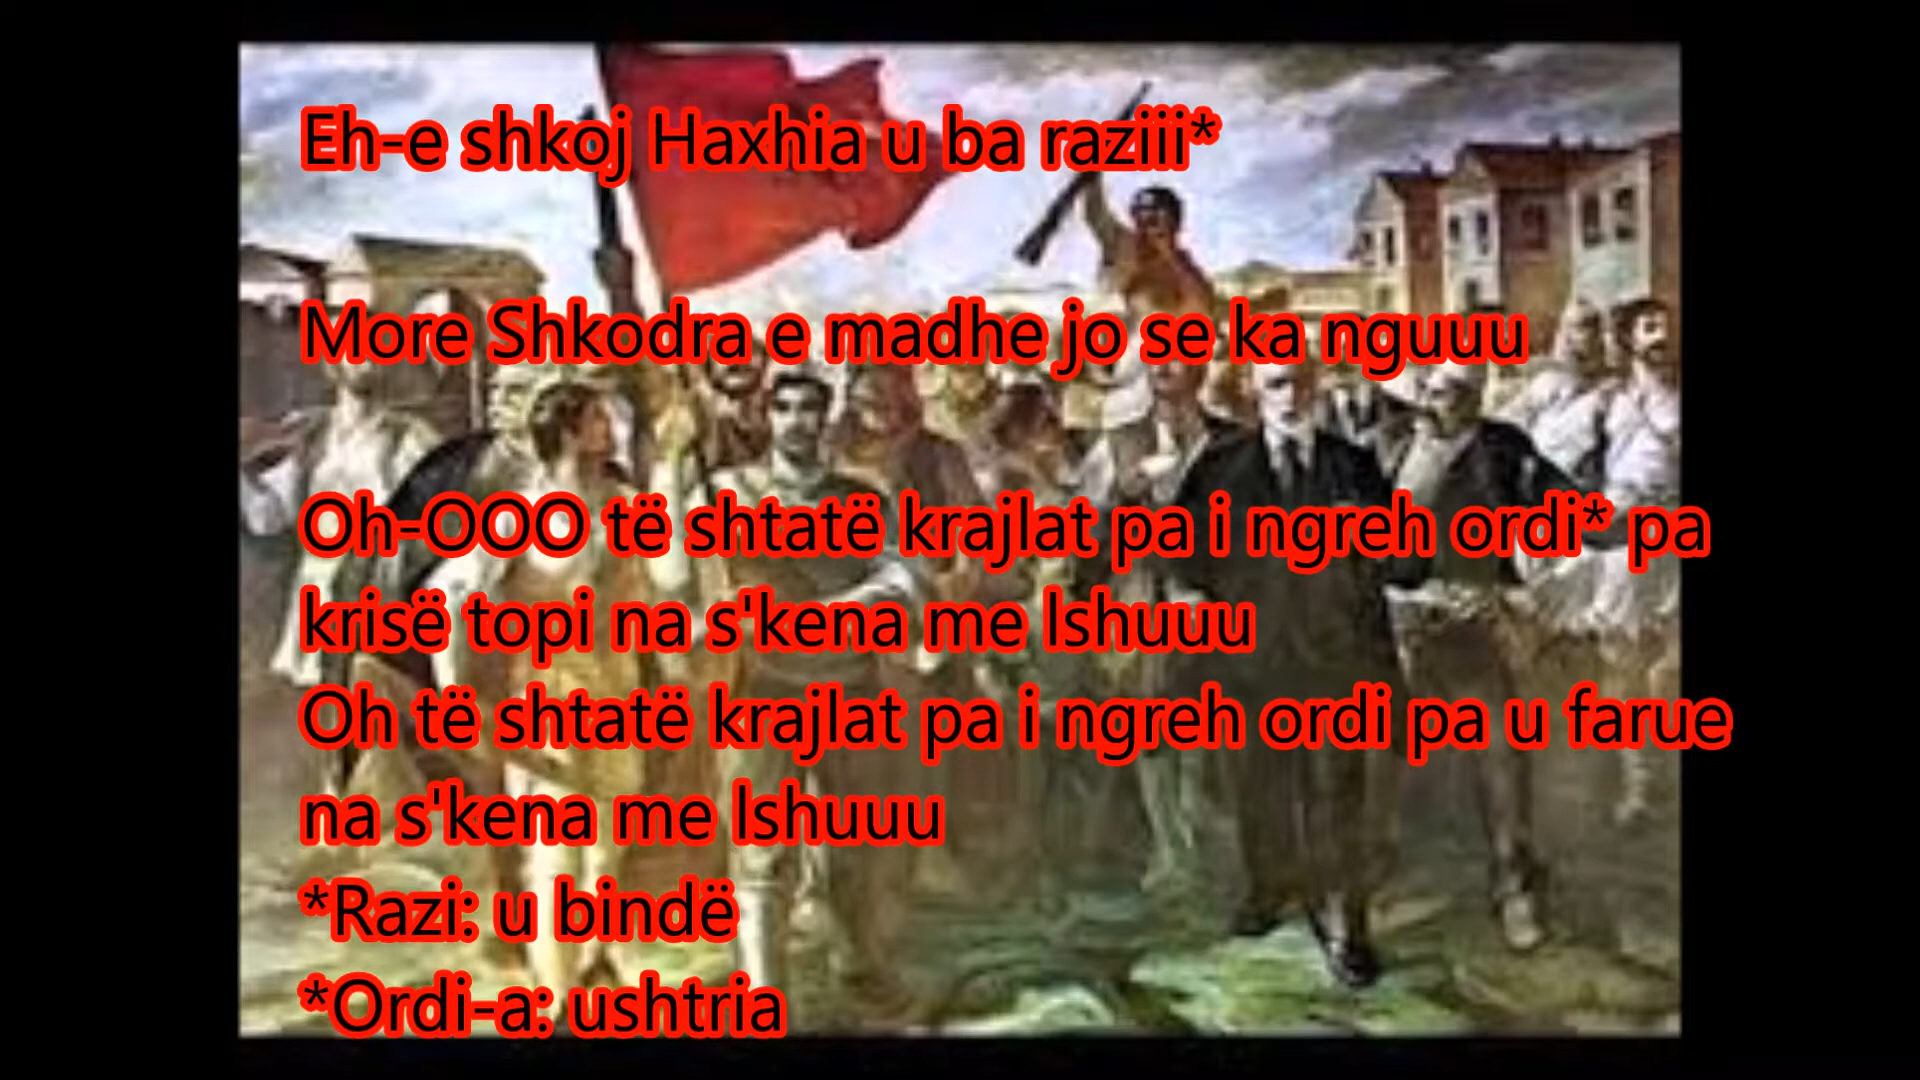 Eh-e shkoj Haxhia u ba raziii*
More Shkodra e madhe jo se ka nguuu
Oh-OOO të shtatë krajlat pa i ngreh ordi* pa
krisë topi na s'kena me lshuuu
Oh të shtatë krajlat pa i ngreh ordi pa u farue
na s'kena me lshuuu
*Razi: u bindë
*Ordi-a: ushtria